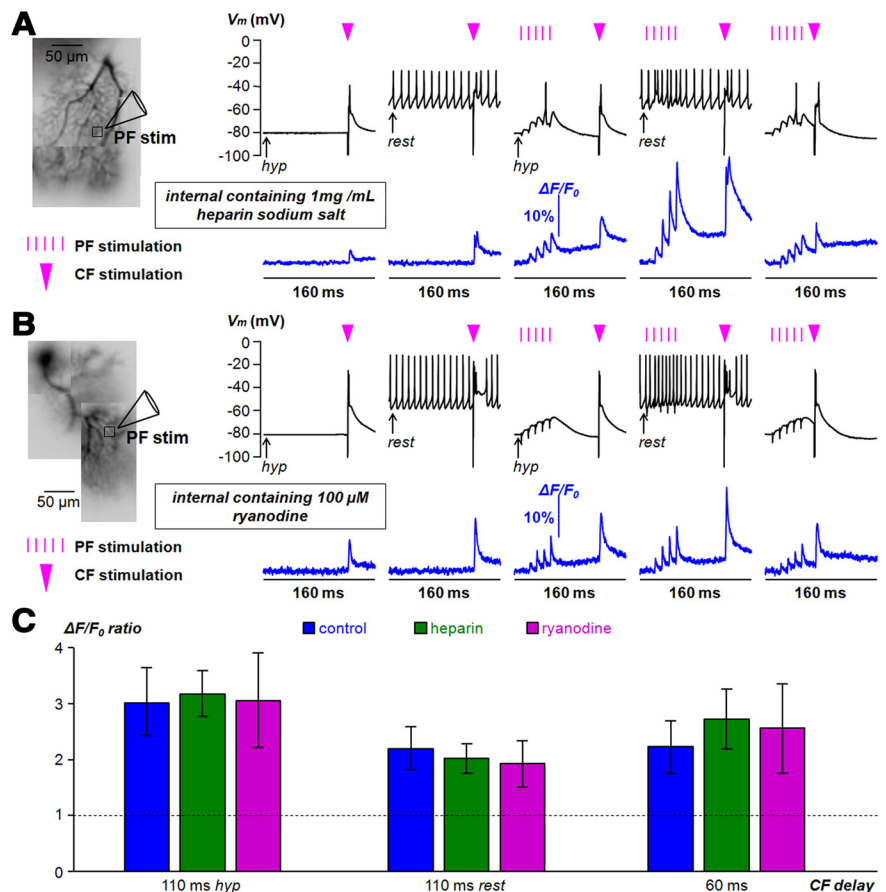 A
50 µm
PF stim
Vm (mV)
0
-20
-40
-60
-80
-100
hyp
rest
hyp
rest
internal containing 1mg /mL
heparin sodium salt
ΔF/F0
10%
PF stimulation
CF stimulation
160 ms 160 ms 160 ms 160 ms 160 ms
B
PF stim
50 µm
Vm (mV)
0
-20
-40
-60
-80
-100
hyp
rest
hyp
rest
internal containing 100 µM
ryanodine
ΔF/F0
10%
PF stimulation
CF stimulation
160 ms 160 ms 160 ms 160 ms 160 ms
C
ΔF/F0 ratio
control heparin ryanodine
4
3
2
1
0
110 ms hyp 110 ms rest 60 ms CF delay